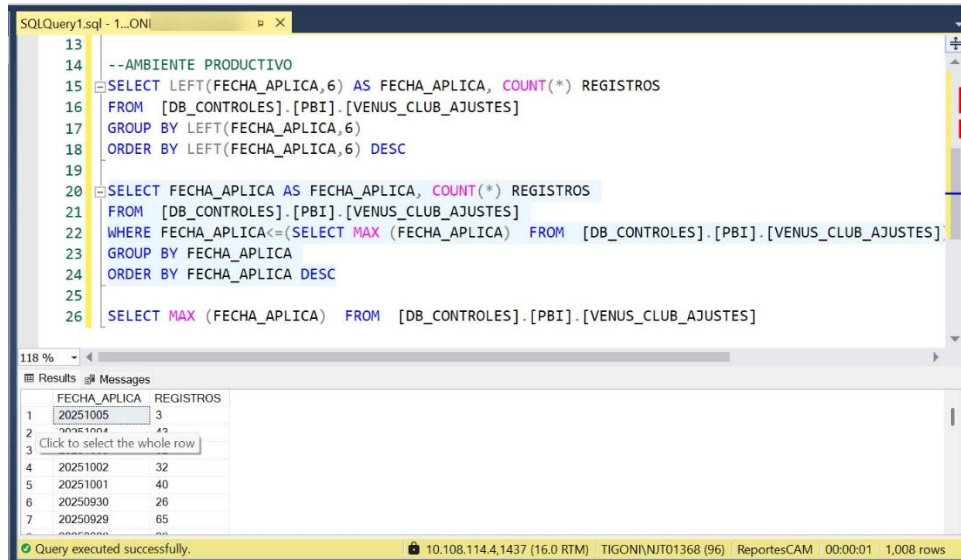 SQLQuery1.sql - 1...ONI
13
14 --AMBIENTE PRODUCTIVO
15 SELECT LEFT(FECHA_APLICA,6) AS FECHA_APLICA, COUNT(*) REGISTROS
16 FROM [DB_CONTROLES].[PBI].[VENUS_CLUB_AJUSTES]
17 GROUP BY LEFT(FECHA_APLICA,6)
18 ORDER BY LEFT(FECHA_APLICA,6) DESC
19
20 SELECT FECHA_APLICA AS FECHA_APLICA, COUNT(*) REGISTROS
21 FROM [DB_CONTROLES].[PBI].[VENUS_CLUB_AJUSTES]
22 WHERE FECHA_APLICA<=(SELECT MAX (FECHA_APLICA) FROM [DB_CONTROLES].[PBI].[VENUS_CLUB_AJUSTES])
23 GROUP BY FECHA_APLICA
24 ORDER BY FECHA_APLICA DESC
25
26 SELECT MAX (FECHA_APLICA) FROM [DB_CONTROLES].[PBI].[VENUS_CLUB_AJUSTES]
118 %
Results Messages
FECHA_APLICA REGISTROS
1 20251005 3
2
3 Click to select the whole row
4 20251002 32
5 20251001 40
6 20250930 26
7 20250929 65
Query executed successfully. 10.108.114.4,1437 (16.0 RTM) TIGONI\NJT01368 (96) ReportesCAM 00:00:01 1,008 rows